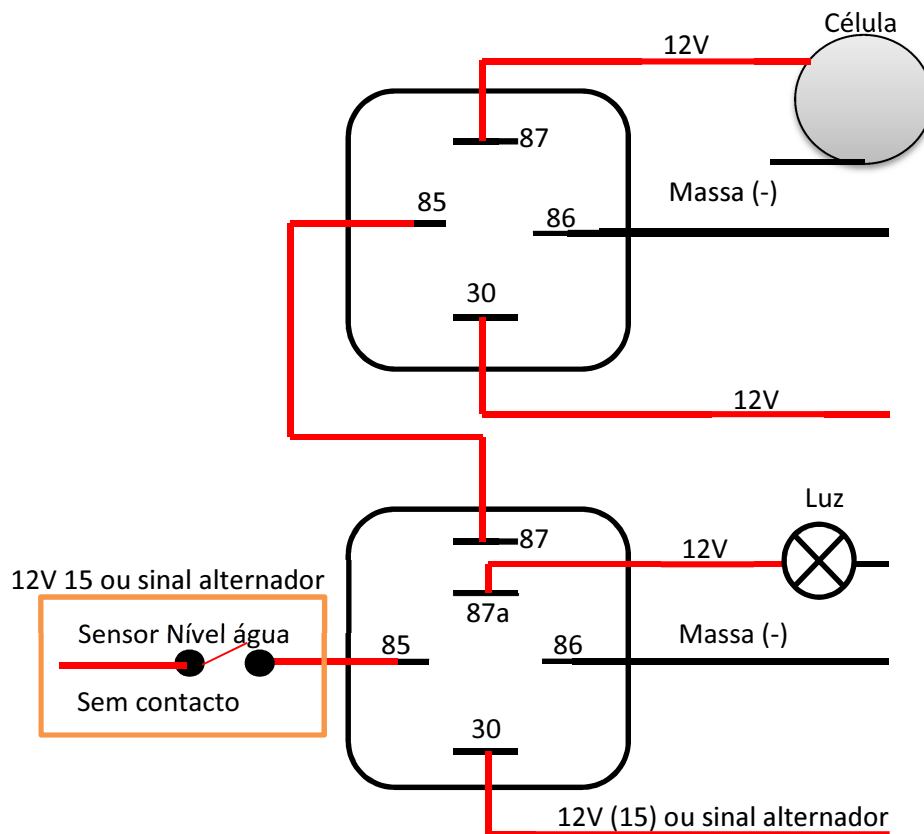 Célula
12V
87
Massa (-)
85
86
30
12V
Luz
87
12V
12V 15 ou sinal alternador
87a
Sensor Nível água
85
86
Massa (-)
Sem contacto
30
12V (15) ou sinal alternador